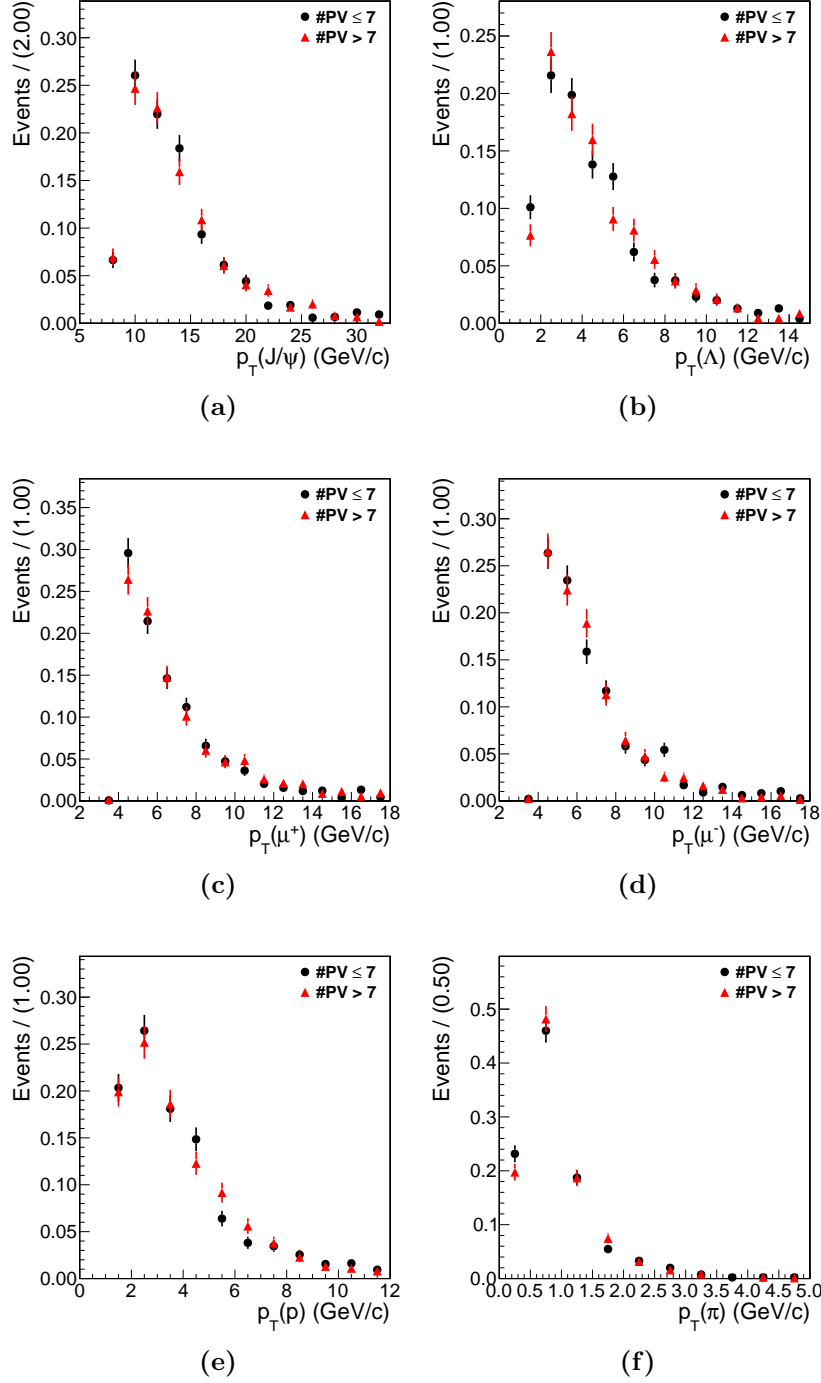 Events / (2.00)
0.30
0.25
0.20
0.15
0.10
0.05
0.00
5 10 15 20 25 30
p_T(J/ψ) (GeV/c)
#PV ≤ 7
#PV > 7
(a)
Events / (1.00)
0.25
0.20
0.15
0.10
0.05
0.00
0 2 4 6 8 10 12 14
p_T(Λ) (GeV/c)
#PV ≤ 7
#PV > 7
(b)
Events / (1.00)
0.35
0.30
0.25
0.20
0.15
0.10
0.05
0.00
2 4 6 8 10 12 14 16 18
p_T(μ⁺) (GeV/c)
#PV ≤ 7
#PV > 7
(c)
Events / (1.00)
0.30
0.25
0.20
0.15
0.10
0.05
0.00
2 4 6 8 10 12 14 16 18
p_T(μ⁻) (GeV/c)
#PV ≤ 7
#PV > 7
(d)
Events / (1.00)
0.30
0.25
0.20
0.15
0.10
0.05
0.00
0 2 4 6 8 10 12
p_T(p) (GeV/c)
#PV ≤ 7
#PV > 7
(e)
Events / (0.50)
0.5
0.4
0.3
0.2
0.1
0.0
0.0 0.5 1.0 1.5 2.0 2.5 3.0 3.5 4.0 4.5 5.0
p_T(π) (GeV/c)
#PV ≤ 7
#PV > 7
(f)